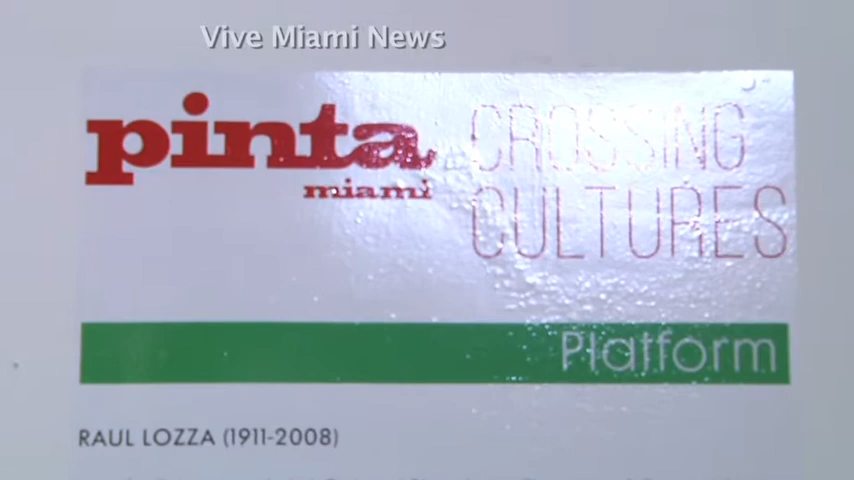 Vive Miami News
pinta
miami
CROSSING
CULTURES
Platform
RAUL LOZZA (1911-2008)